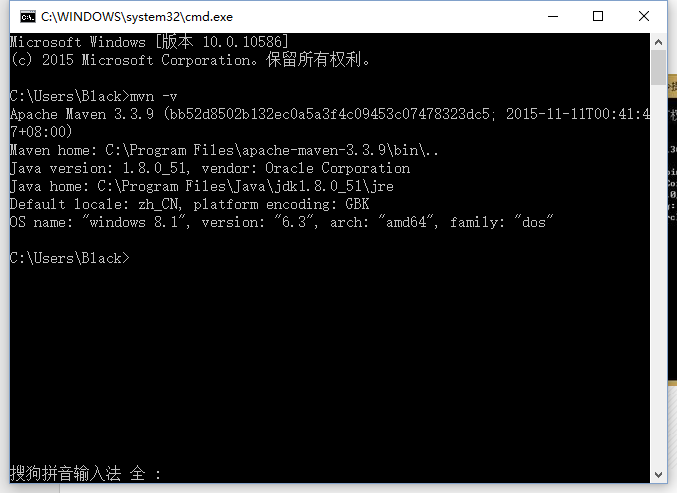 C:\WINDOWS\system32\cmd.exe
Microsoft Windows [版本 10.0.10586]
(c) 2015 Microsoft Corporation。保留所有权利。
C:\Users\Black>mvn -v
Apache Maven 3.3.9 (bb52d8502b132ec0a5a3f4c09453c07478323dc5; 2015-11-11T00:41:4
7+08:00)
Maven home: C:\Program Files\apache-maven-3.3.9\bin\..
Java version: 1.8.0_51, vendor: Oracle Corporation
Java home: C:\Program Files\Java\jdk1.8.0_51\jre
Default locale: zh_CN, platform encoding: GBK
OS name: "windows 8.1", version: "6.3", arch: "amd64", family: "dos"
C:\Users\Black>
搜狗拼音输入法 全 :